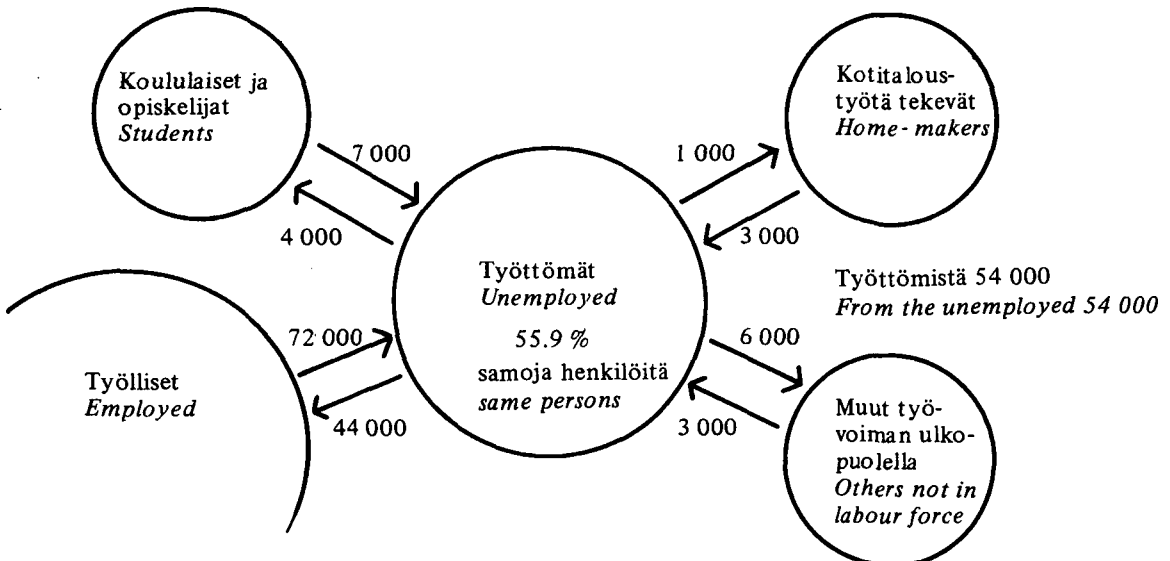 Koululaiset ja
opiskelijat
Students
7 000
4 000
Kotitalous-
työtä tekevät
Home-makers
1 000
3 000
Työttömät
Unemployed
55.9 %
samoja henkilöitä
same persons
Työttömistä 54 000
From the unemployed 54 000
72 000
44 000
Työlliset
Employed
6 000
3 000
Muut työ-
voiman ulko-
puolella
Others not in
labour force